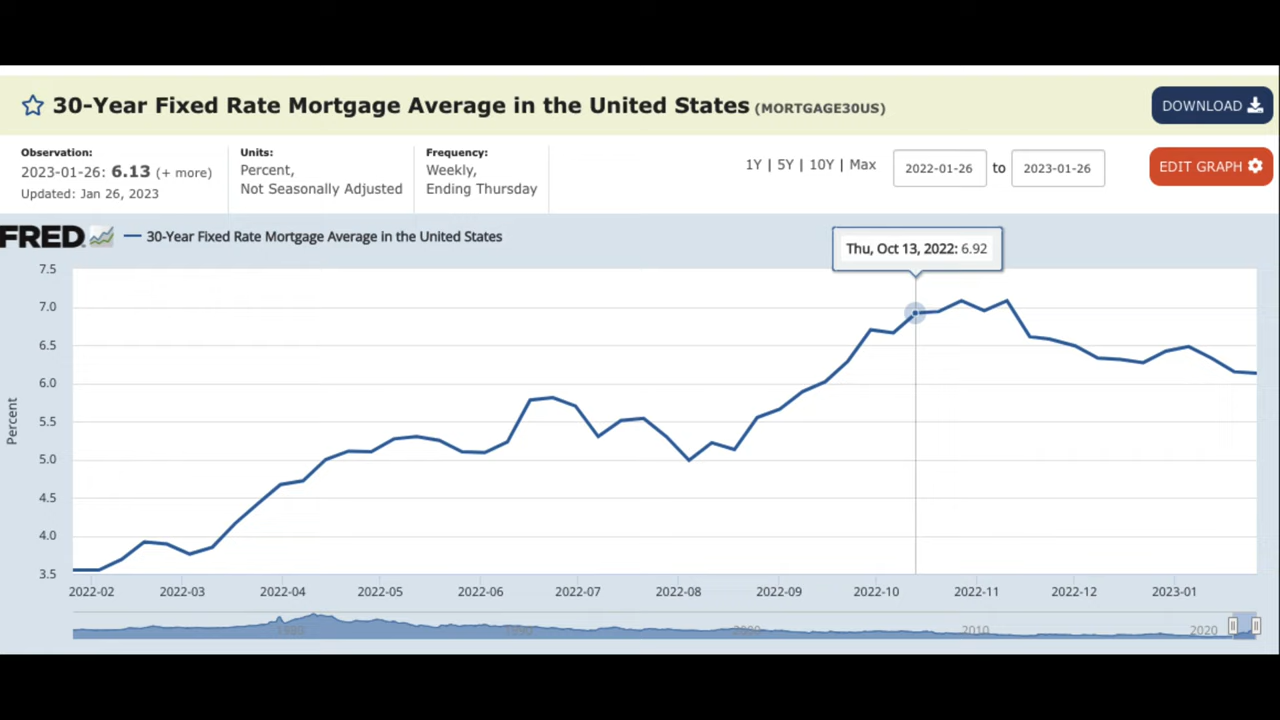 30-Year Fixed Rate Mortgage Average in the United States (MORTGAGE30US)
DOWNLOAD
Observation:
2023-01-26: 6.13 (+ more)
Updated: Jan 26, 2023
Units:
Percent,
Not Seasonally Adjusted
Frequency:
Weekly,
Ending Thursday
1Y | 5Y | 10Y | Max
2022-01-26 to 2023-01-26
EDIT GRAPH
FRED
30-Year Fixed Rate Mortgage Average in the United States
Thu, Oct 13, 2022: 6.92
7.5
7.0
6.5
6.0
5.5
5.0
4.5
4.0
3.5
Percent
2022-02 2022-03 2022-04 2022-05 2022-06 2022-07 2022-08 2022-09 2022-10 2022-11 2022-12 2023-01
1980 1990 2000 2010 2020